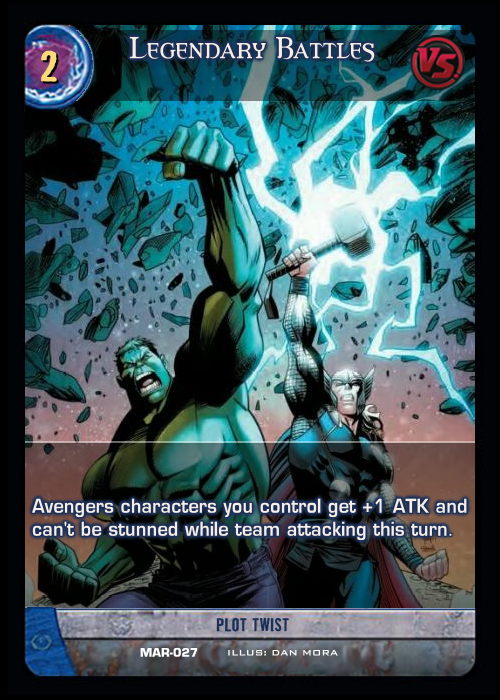 2
Legendary Battles
VS.
Avengers characters you control get +1 ATK and
can't be stunned while team attacking this turn.
PLOT TWIST
MAR-027 ILLUS: DAN MORA